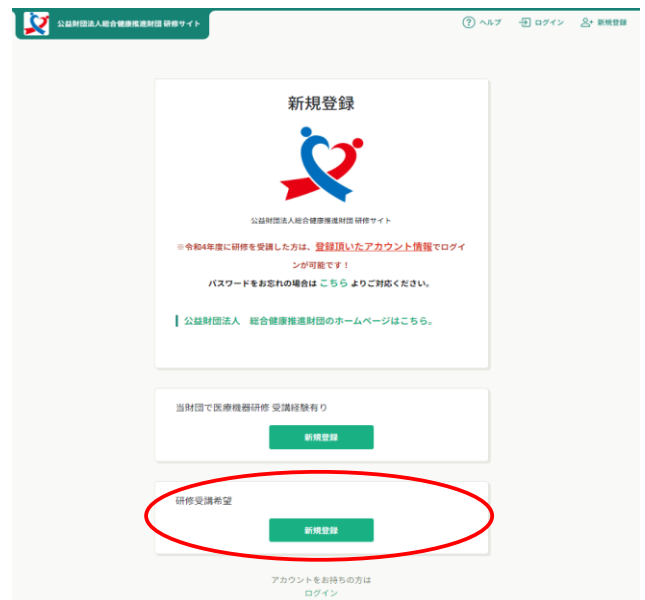 公益財団法人総合健康推進財団 研修サイト
ヘルプ
ログイン
新規登録
新規登録
公益財団法人総合健康推進財団 研修サイト
※令和4年度に研修を受講した方は、登録頂いたアカウント情報でログイ
ンが可能です!
パスワードをお忘れの場合は こちら よりご対応ください。
公益財団法人 総合健康推進財団のホームページはこちら。
当財団で医療機器研修 受講経験有り
新規登録
研修受講希望
新規登録
アカウントをお持ちの方は
ログイン